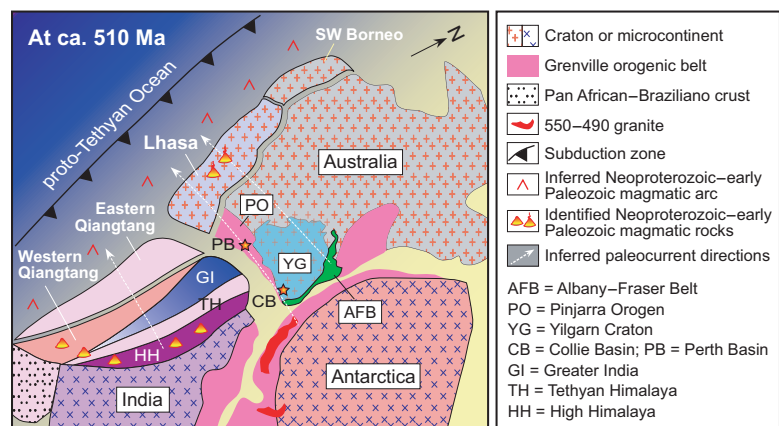 At ca. 510 Ma
SW Borneo
N
proto-Tethyan Ocean
Lhasa
Australia
Eastern
Qiangtang
PO
PB
Western
Qiangtang
GI
YG
TH
CB
AFB
HH
India
Antarctica
Craton or microcontinent
Grenville orogenic belt
Pan African–Braziliano crust
550-490 granite
Subduction zone
Inferred Neoproterozoic–early
Paleozoic magmatic arc
Identified Neoproterozoic–early
Paleozoic magmatic rocks
Inferred paleocurrent directions
AFB = Albany–Fraser Belt
PO = Pinjarra Orogen
YG = Yilgarn Craton
CB = Collie Basin; PB = Perth Basin
GI = Greater India
TH = Tethyan Himalaya
HH = High Himalaya